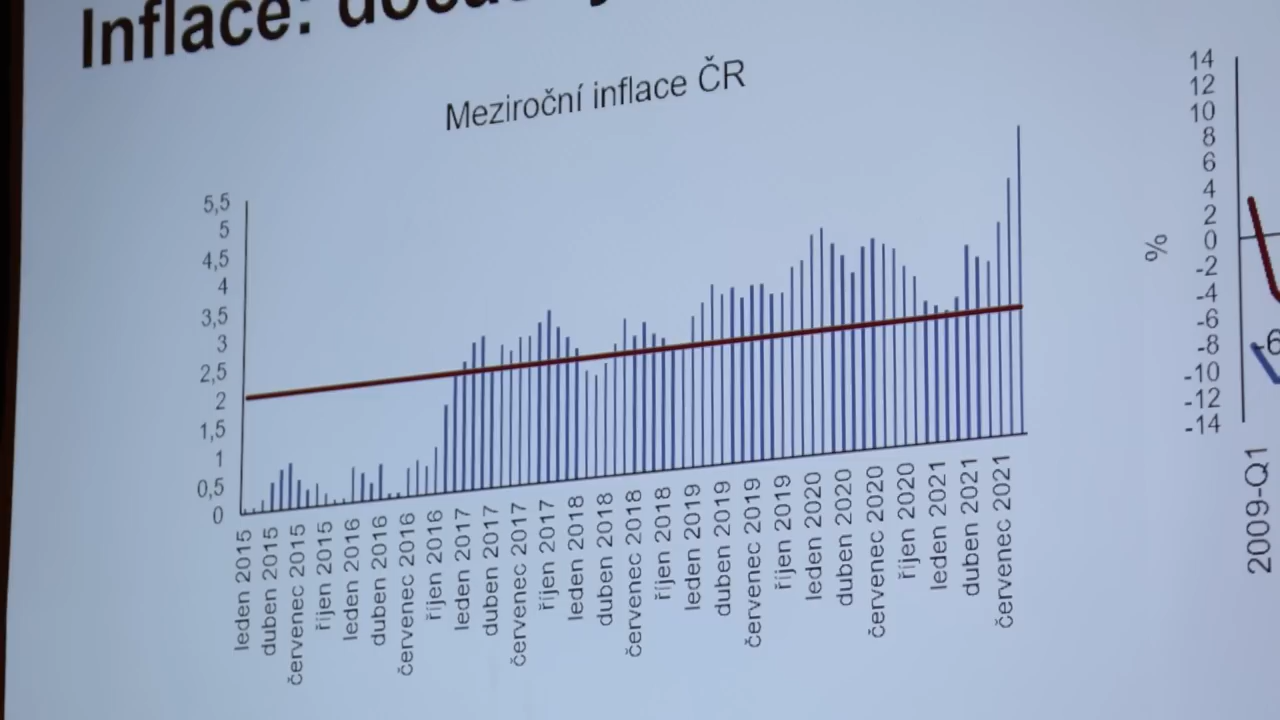 Inflace:
Meziroční inflace ČR
5,5
5
4,5
4
3,5
3
2,5
2
1,5
1
0,5
0
leden 2015
duben 2015
červenec 2015
říjen 2015
leden 2016
duben 2016
červenec 2016
říjen 2016
leden 2017
duben 2017
červenec 2017
říjen 2017
leden 2018
duben 2018
červenec 2018
říjen 2018
leden 2019
duben 2019
červenec 2019
říjen 2019
leden 2020
duben 2020
červenec 2020
říjen 2020
leden 2021
duben 2021
červenec 2021
%
14
12
10
8
6
4
2
0
-2
-4
-6
-8
-10
-12
-14
-6
2009-Q1